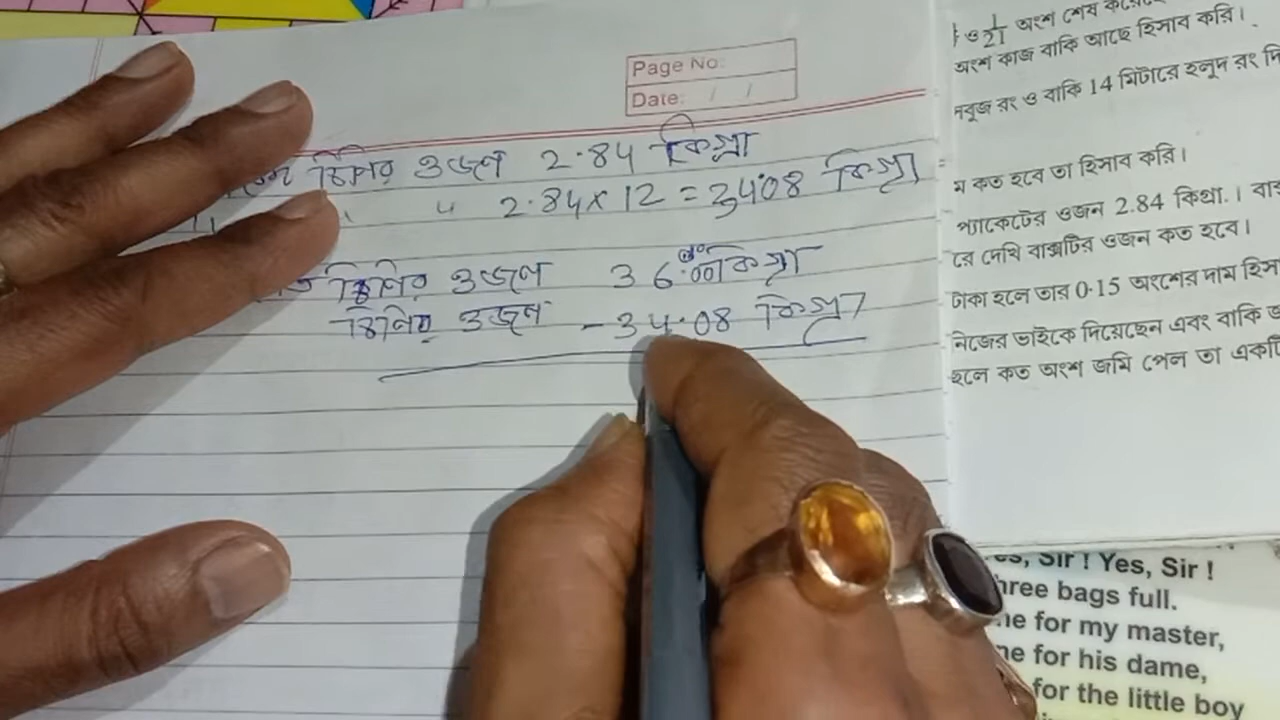 Page No:
Date: / /
চিনির ওজন 2.84 কিগ্রা
" 2.84 x 12 = 34.08 কিগ্রা
চিনির ওজন 36.00 কিগ্রা
চিনির ওজন - 34.08 কিগ্রা
ও 1/21 অংশ শেষ
অংশ কাজ বাকি আছে হিসাব করি।
সবুজ রং ও বাকি 14 মিটারে হলুদ রং দি
ম কত হবে তা হিসাব করি।
প্যাকেটের ওজন 2.84 কিগ্রা.। বা
রে দেখি বাক্সটির ওজন কত হবে।
টাকা হলে তার 0.15 অংশের দাম হিসা
নিজের ভাইকে দিয়েছেন এবং বাকি
হলে কত অংশ জমি পেল তা একটি
es, Sir ! Yes, Sir !
hree bags full.
ne for my master,
ne for his dame,
for the little boy